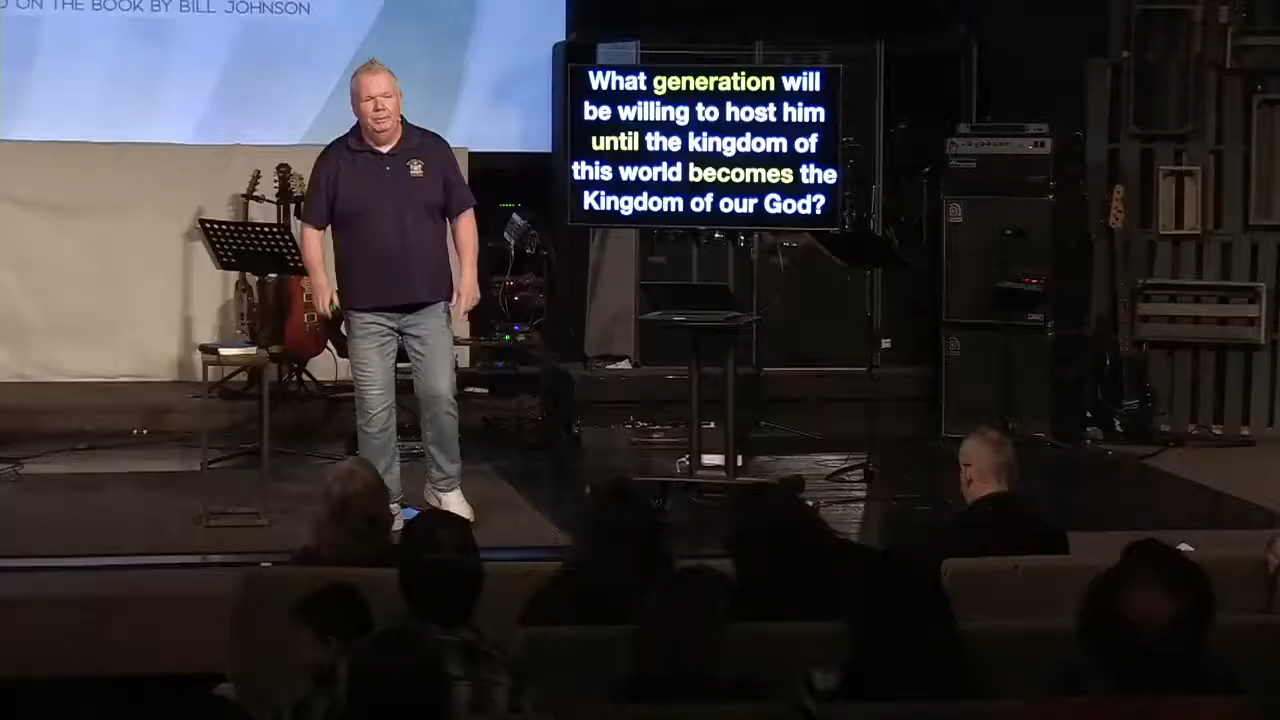 ON THE BOOK BY BILL JOHNSON
What generation will
be willing to host him
until the kingdom of
this world becomes the
Kingdom of our God?